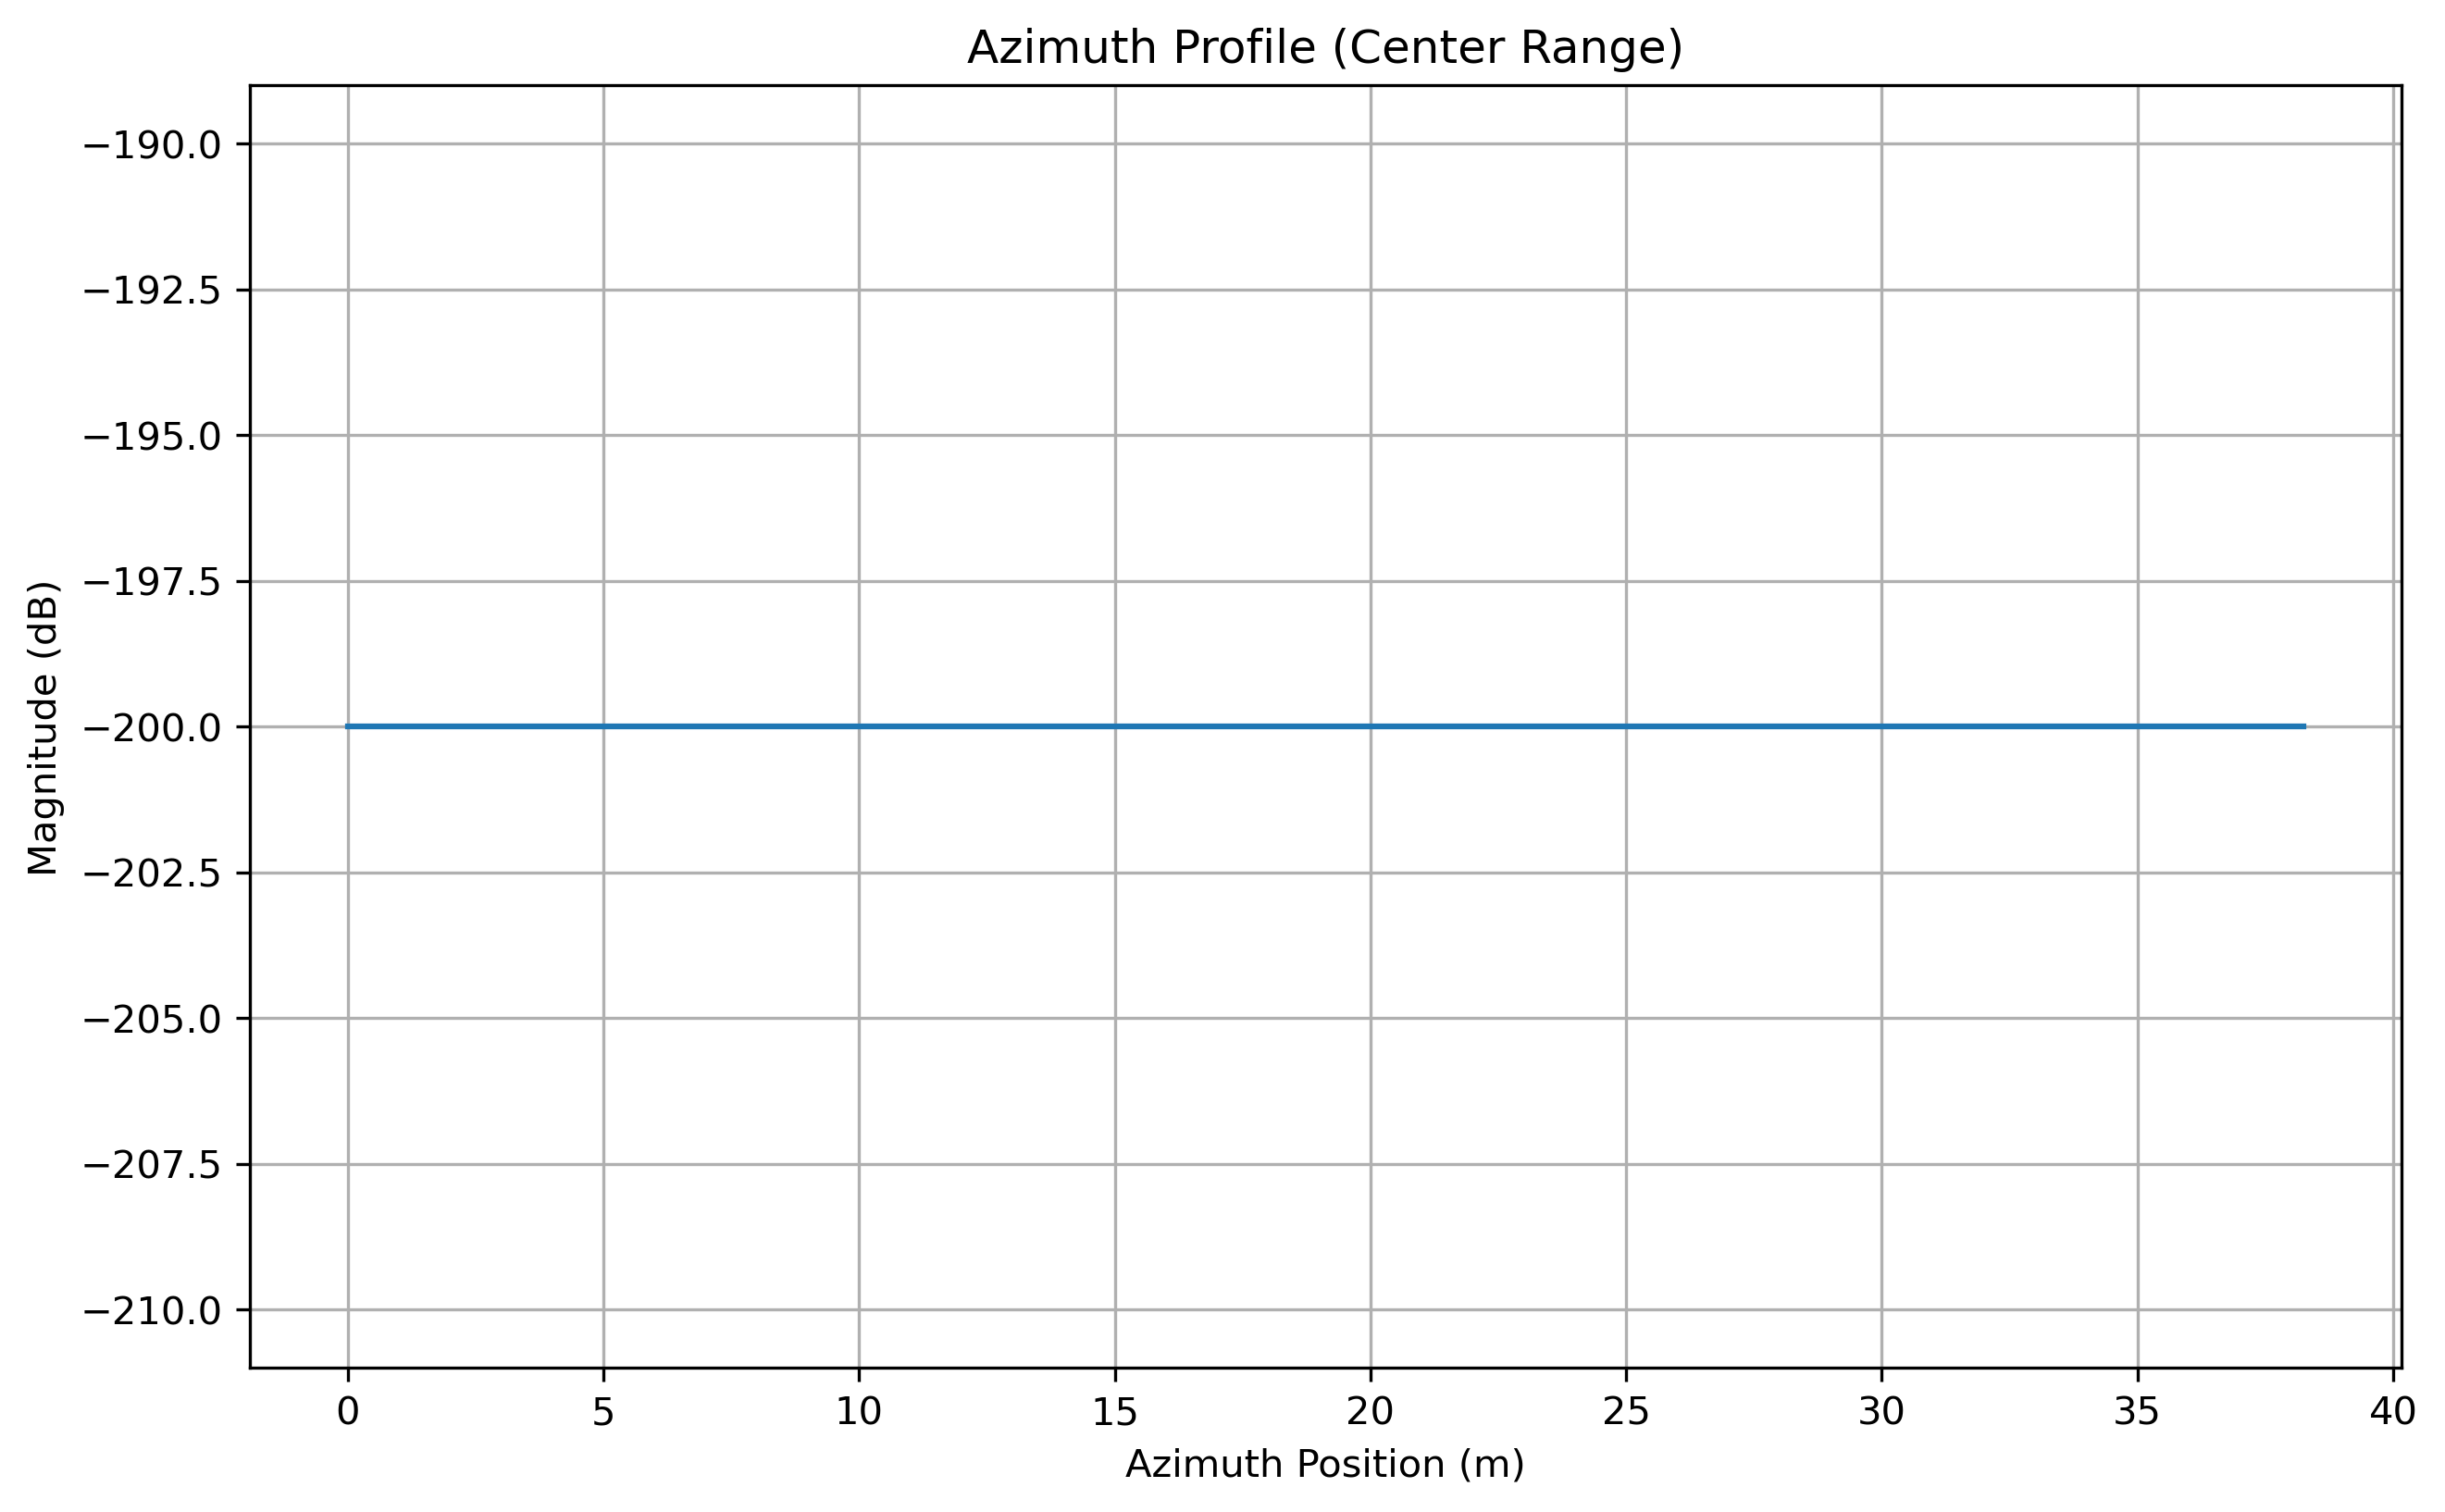 Azimuth Profile (Center Range)
Magnitude (dB)
−190.0
−192.5
−195.0
−197.5
−200.0
−202.5
−205.0
−207.5
−210.0
0 5 10 15 20 25 30 35 40
Azimuth Position (m)